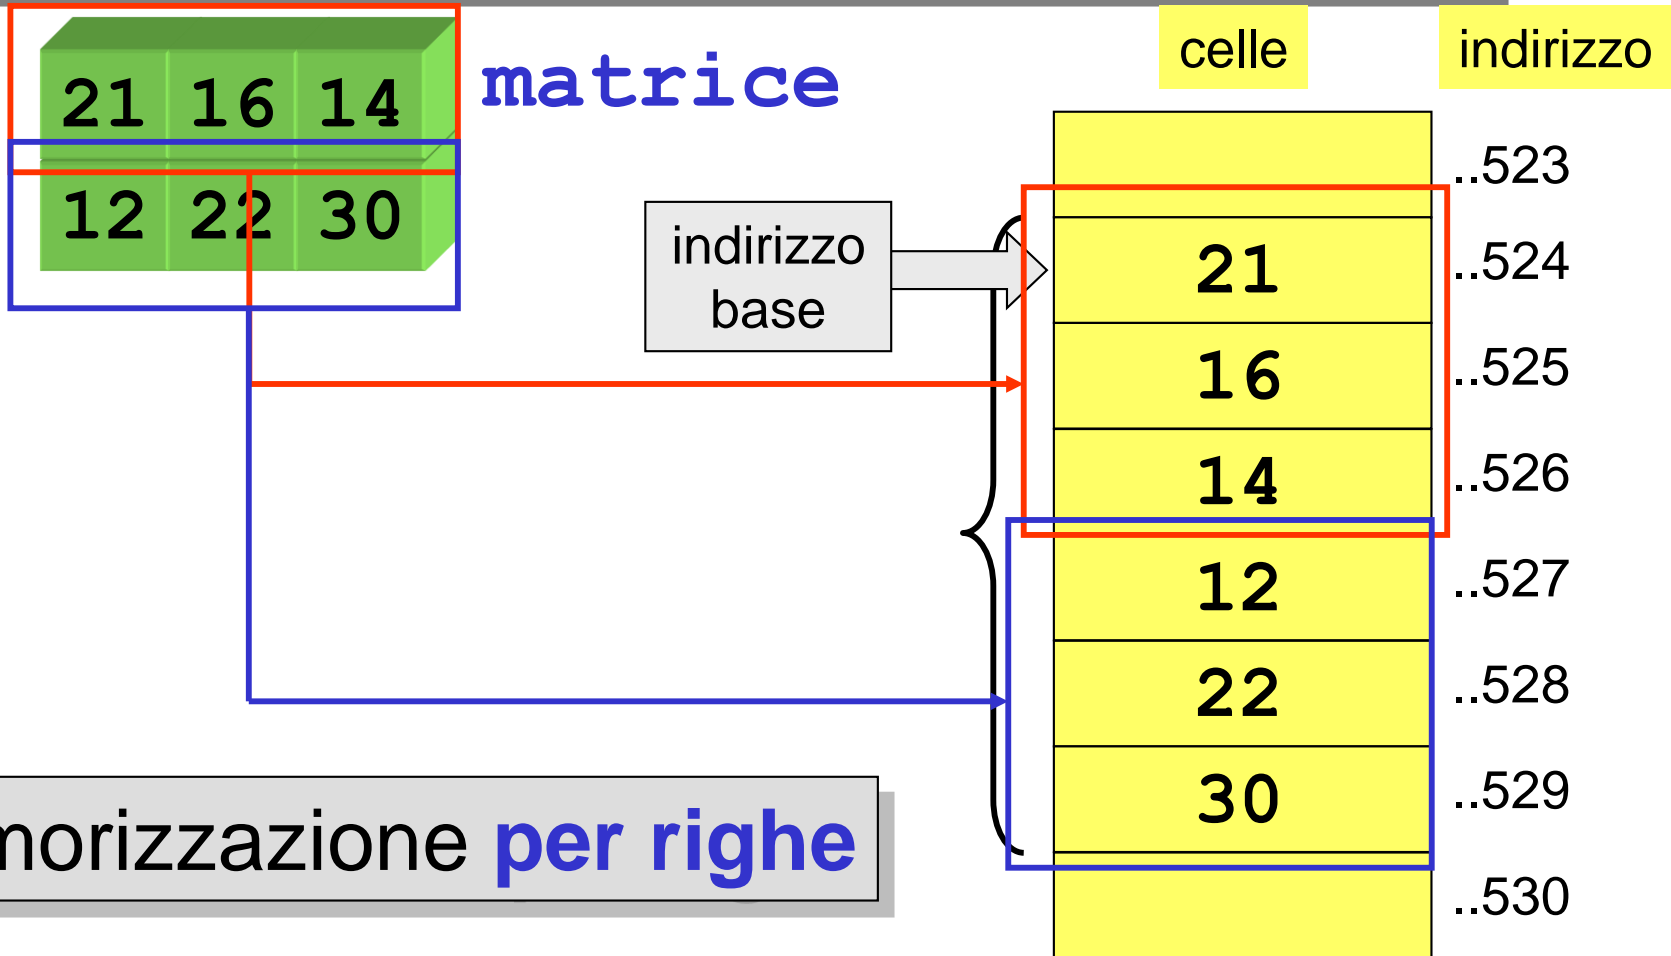 21 16 14
12 22 30
matrice
celle
indirizzo
indirizzo
base
21
16
14
12
22
30
..523
..524
..525
..526
..527
..528
..529
..530
morizzazione per righe